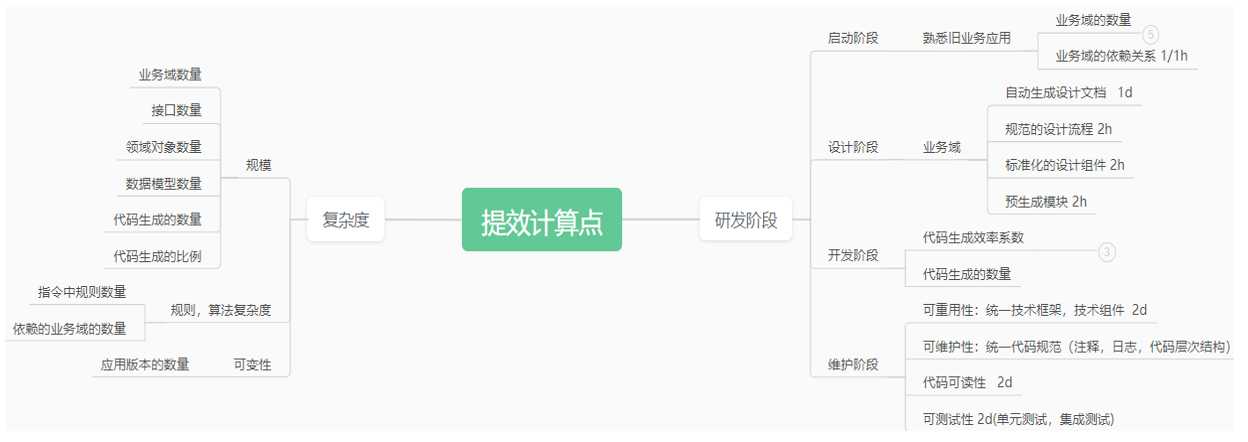 提效计算点
复杂度
规模
业务域数量
接口数量
领域对象数量
数据模型数量
代码生成的数量
代码生成的比例
规则，算法复杂度
指令中规则数量
依赖的业务域的数量
可变性
应用版本的数量
研发阶段
启动阶段
熟悉旧业务应用
业务域的数量
5
业务域的依赖关系 1/1h
设计阶段
业务域
自动生成设计文档 1d
规范的设计流程 2h
标准化的设计组件 2h
预生成模块 2h
开发阶段
代码生成效率系数
3
代码生成的数量
维护阶段
可重用性：统一技术框架，技术组件 2d
可维护性：统一代码规范（注释，日志，代码层次结构）
代码可读性 2d
可测试性 2d(单元测试，集成测试)